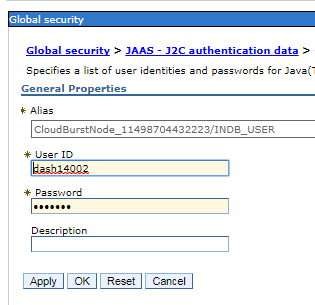 Global security
Global security > JAAS - J2C authentication data >
Specifies a list of user identities and passwords for Java(T
General Properties
* Alias
CloudBurstNode_11498704432223/INDB_USER
* User ID
dash14002
* Password
•••••••
Description
Apply OK Reset Cancel